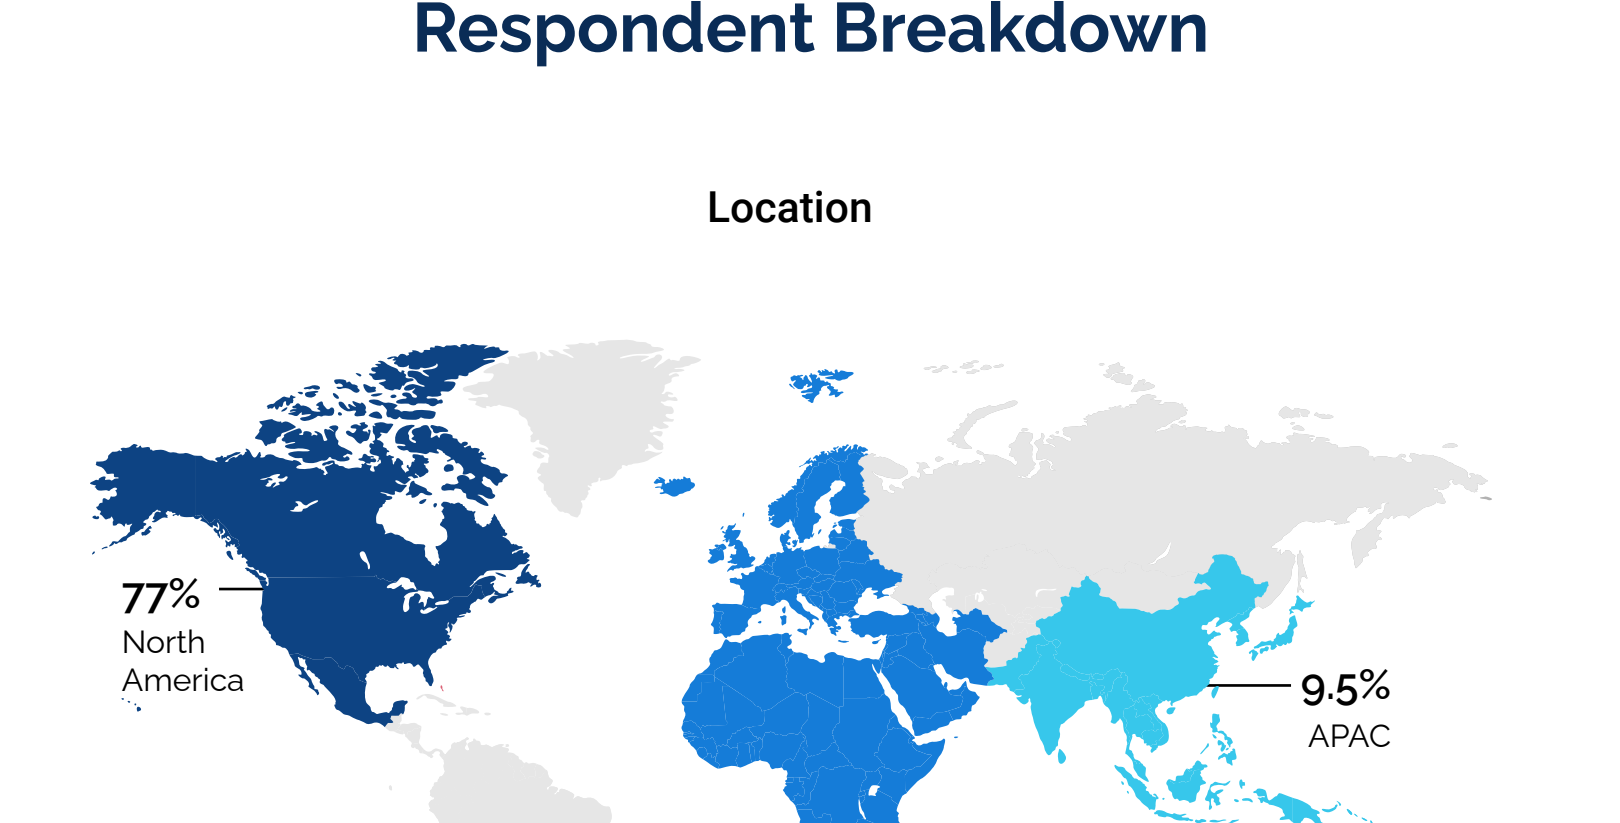 Respondent Breakdown
Location
77%
North
America
9.5%
APAC